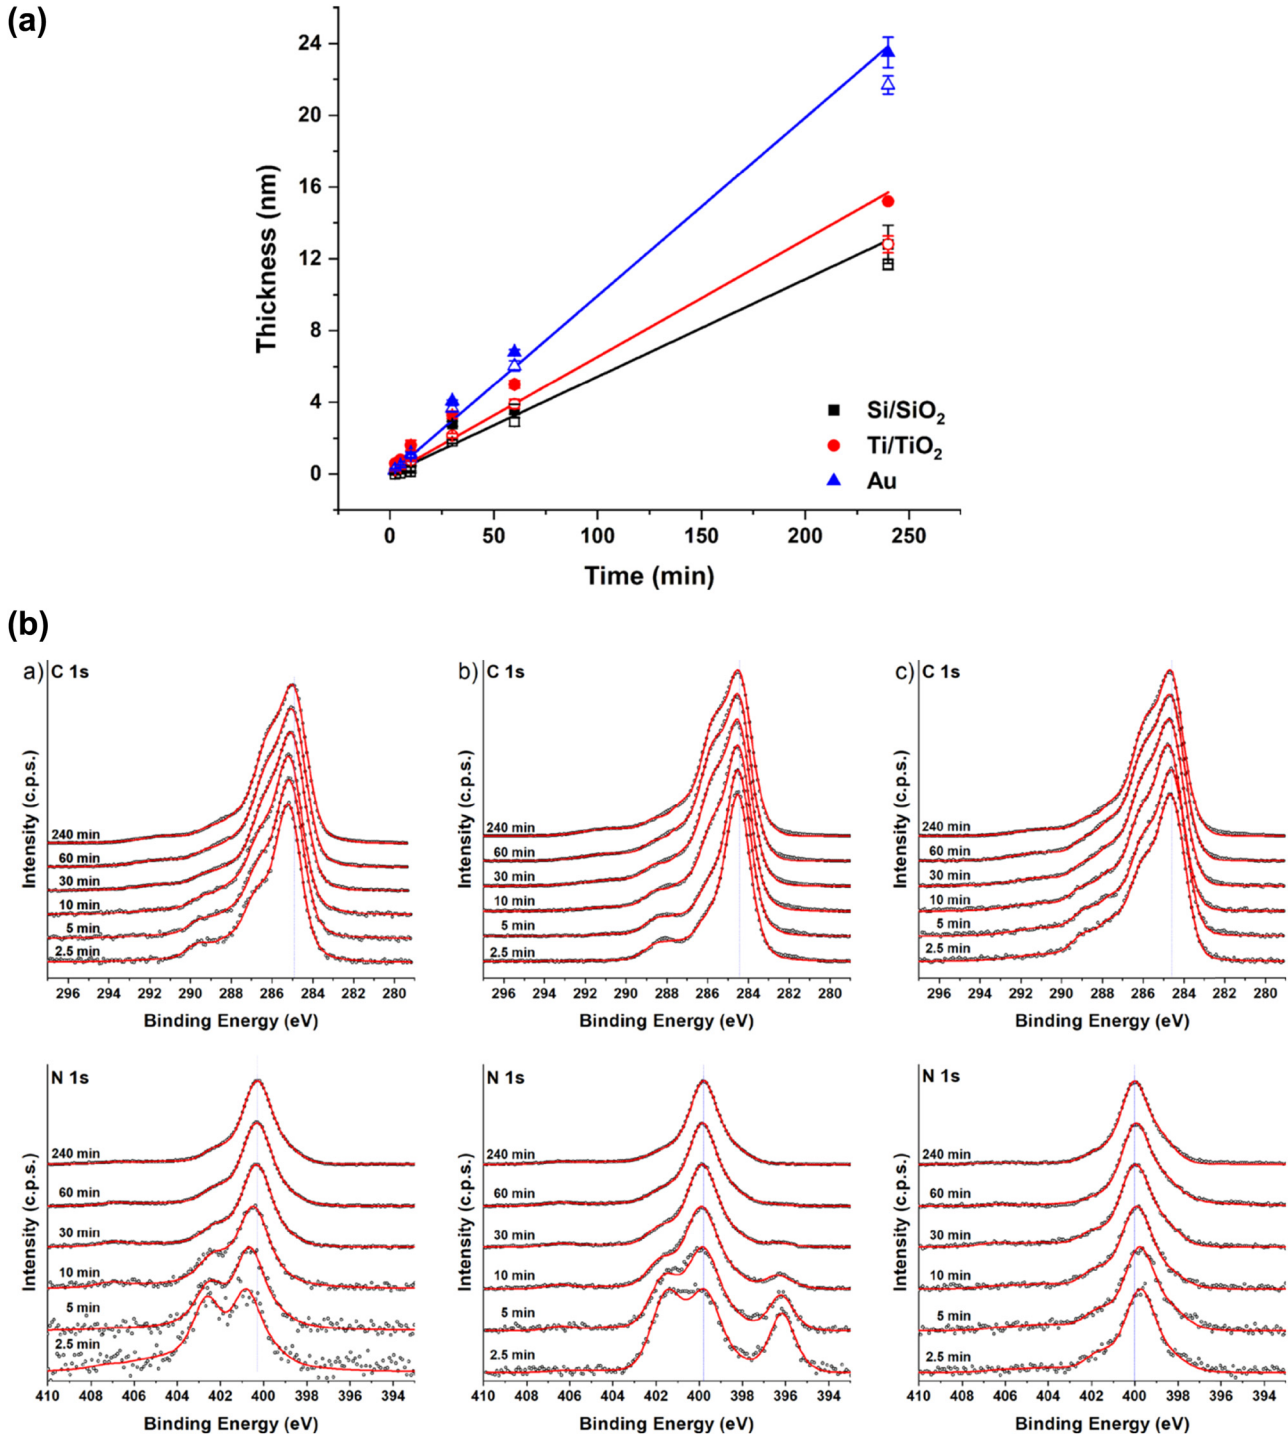 (a)
24
20
16
12
8
4
0
Thickness (nm)
0 50 100 150 200 250
Time (min)
Si/SiO2
Ti/TiO2
Au
(b)
a) C 1s
240 min
60 min
30 min
10 min
5 min
2.5 min
Intensity (c.p.s.)
296 294 292 290 288 286 284 282 280
Binding Energy (eV)
b) C 1s
240 min
60 min
30 min
10 min
5 min
2.5 min
Intensity (c.p.s.)
296 294 292 290 288 286 284 282 280
Binding Energy (eV)
c) C 1s
240 min
60 min
30 min
10 min
5 min
2.5 min
Intensity (c.p.s.)
296 294 292 290 288 286 284 282 280
Binding Energy (eV)
N 1s
240 min
60 min
30 min
10 min
5 min
2.5 min
Intensity (c.p.s.)
410 408 406 404 402 400 398 396 394
Binding Energy (eV)
N 1s
240 min
60 min
30 min
10 min
5 min
2.5 min
Intensity (c.p.s.)
410 408 406 404 402 400 398 396 394
Binding Energy (eV)
N 1s
240 min
60 min
30 min
10 min
5 min
2.5 min
Intensity (c.p.s.)
410 408 406 404 402 400 398 396 394
Binding Energy (eV)